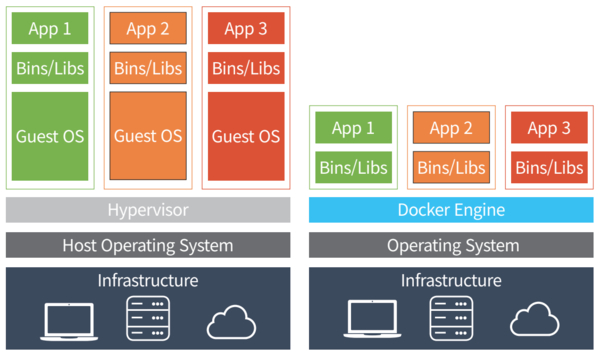 App 1
App 2
App 3
Bins/Libs
Bins/Libs
Bins/Libs
Guest OS
Guest OS
Guest OS
Hypervisor
Host Operating System
Infrastructure
App 1
App 2
App 3
Bins/Libs
Bins/Libs
Bins/Libs
Docker Engine
Operating System
Infrastructure